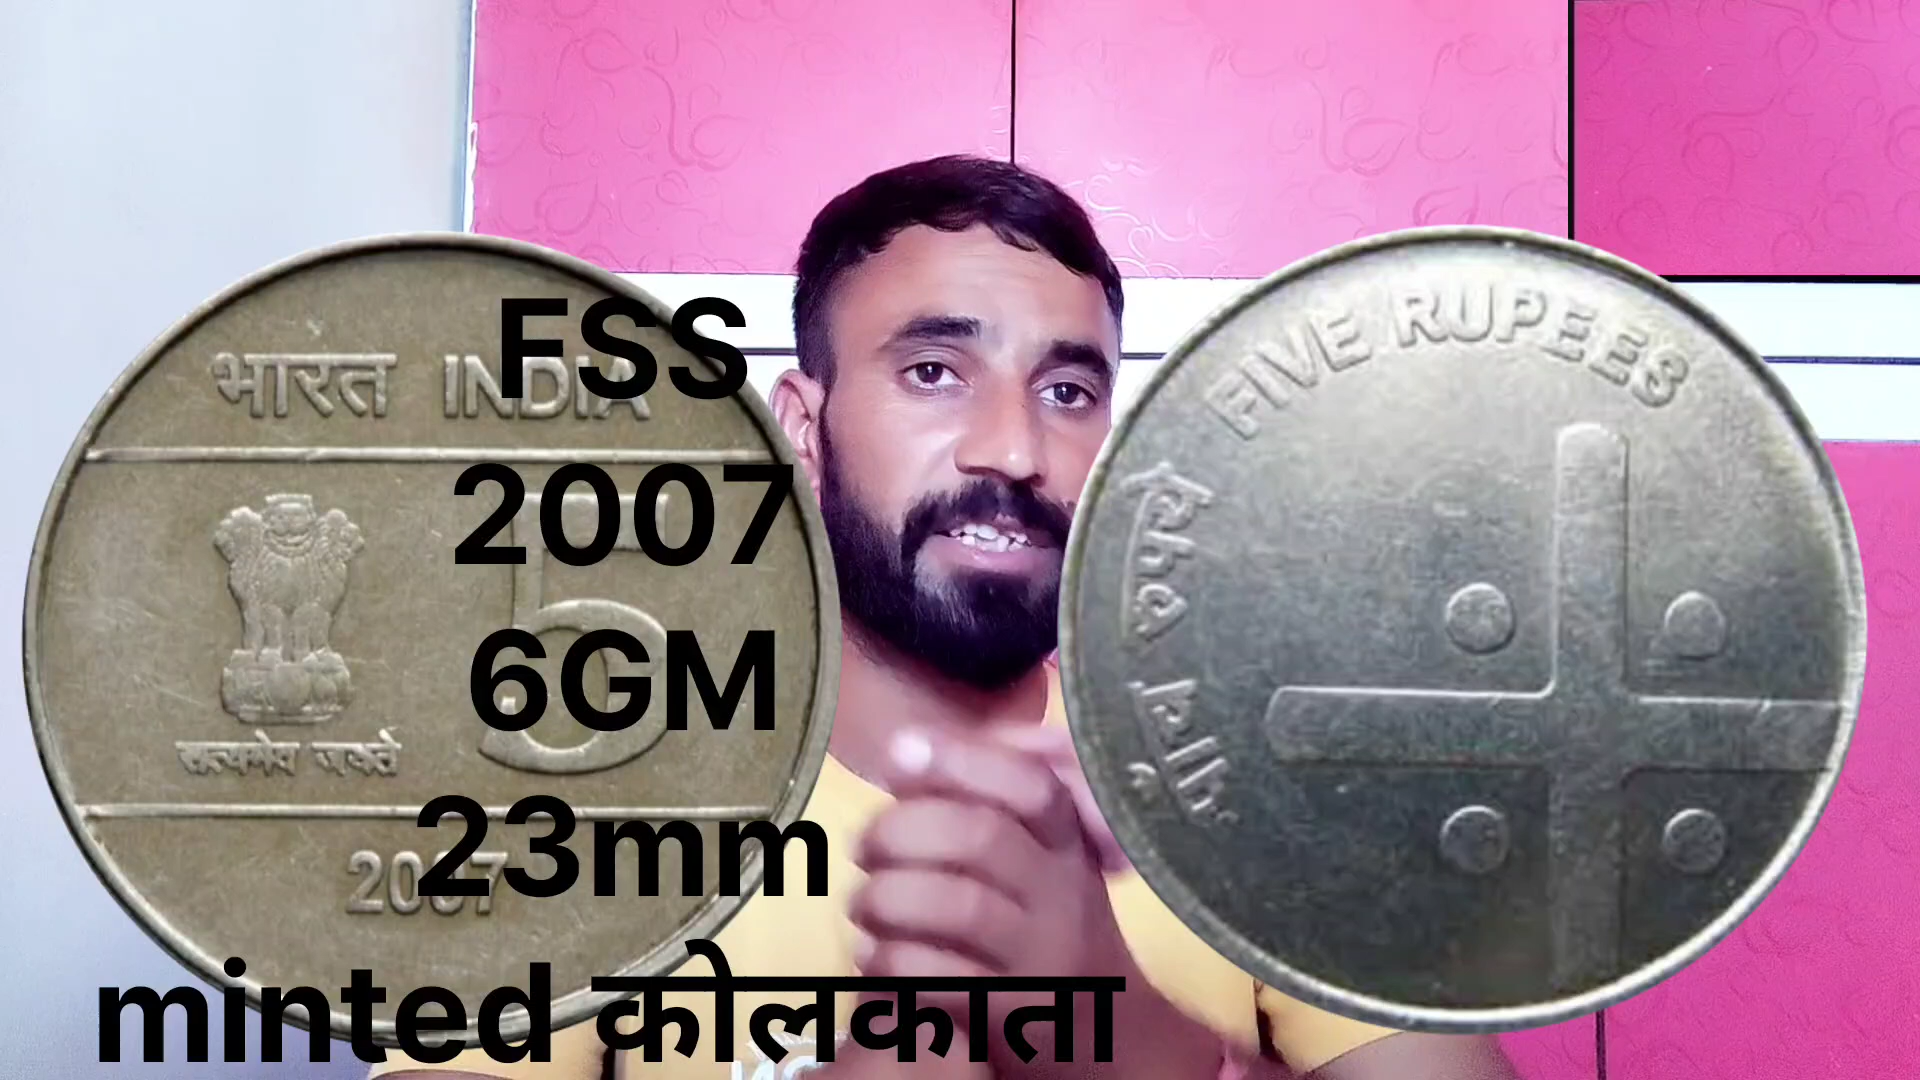 FSS
2007
6GM
23mm
minted कोलकाता
भारत INDIA
5
सत्यमेव जयते
2007
FIVE RUPEES
पाँच रुपये